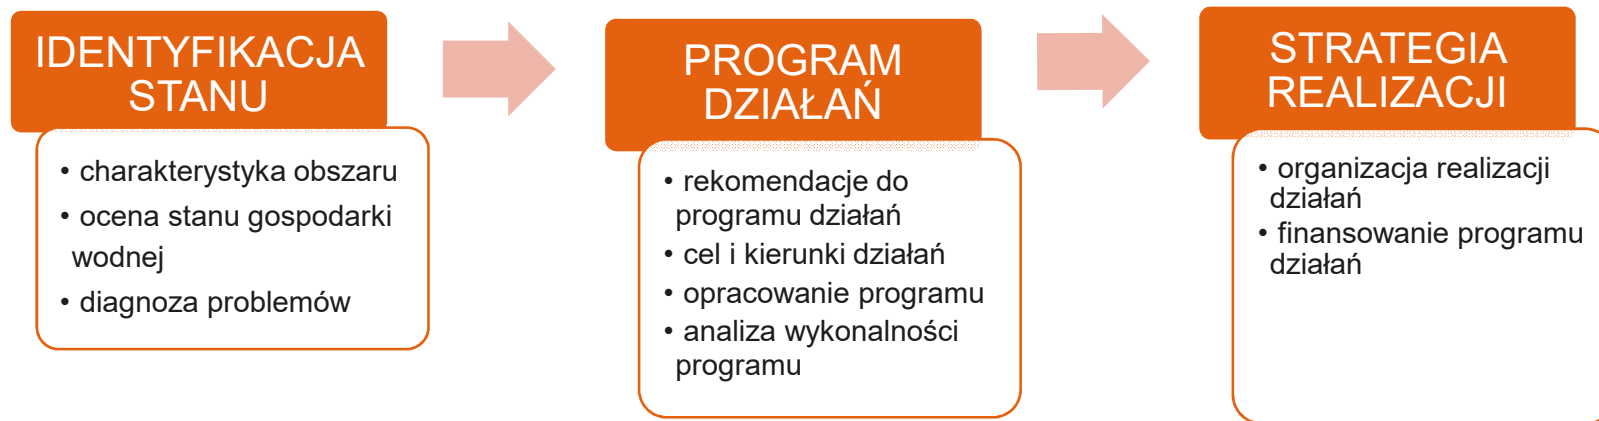 IDENTYFIKACJA
STANU
• charakterystyka obszaru
• ocena stanu gospodarki
wodnej
• diagnoza problemów
PROGRAM
DZIAŁAŃ
• rekomendacje do
programu działań
• cel i kierunki działań
• opracowanie programu
• analiza wykonalności
programu
STRATEGIA
REALIZACJI
• organizacja realizacji
działań
• finansowanie programu
działań